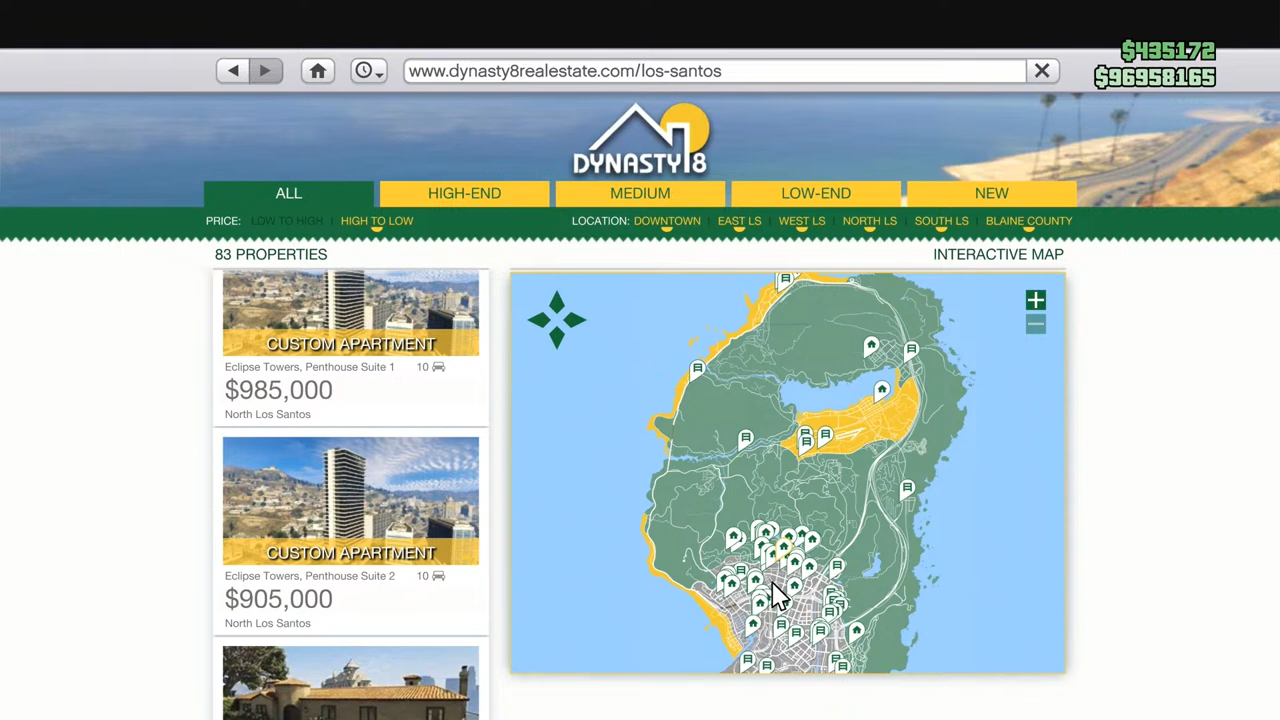 $435172
www.dynasty8realestate.com/los-santos
$96958165
DYNASTY 8
ALL
HIGH-END
MEDIUM
LOW-END
NEW
PRICE: LOW TO HIGH | HIGH TO LOW
LOCATION: DOWNTOWN | EAST LS | WEST LS | NORTH LS | SOUTH LS | BLAINE COUNTY
83 PROPERTIES
INTERACTIVE MAP
CUSTOM APARTMENT
Eclipse Towers, Penthouse Suite 1 10
$985,000
North Los Santos
CUSTOM APARTMENT
Eclipse Towers, Penthouse Suite 2 10
$905,000
North Los Santos